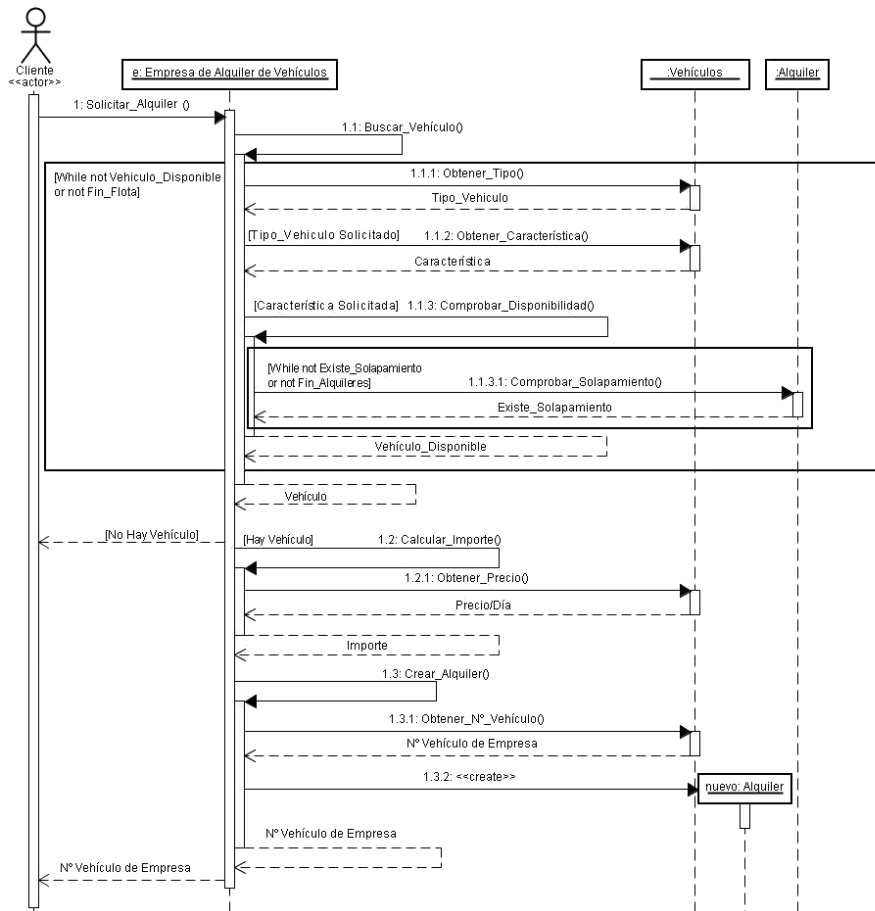 Cliente
<<actor>>
e: Empresa de Alquiler de Vehículos
:Vehículos
:Alquiler
1: Solicitar_Alquiler ()
1.1: Buscar_Vehículo()
[While not Vehiculo_Disponible
or not Fin_Flota]
1.1.1: Obtener_Tipo()
Tipo_Vehiculo
[Tipo_Vehiculo Solicitado]
1.1.2: Obtener_Característica()
Característica
[Característica Solicitada]
1.1.3: Comprobar_Disponibilidad()
[While not Existe_Solapamiento
or not Fin_Alquileres]
1.1.3.1: Comprobar_Solapamiento()
Existe_Solapamiento
Vehículo_Disponible
Vehículo
[No Hay Vehículo]
[Hay Vehículo]
1.2: Calcular_Importe()
1.2.1: Obtener_Precio()
Precio/Día
Importe
1.3: Crear_Alquiler()
1.3.1: Obtener_Nº_Vehículo()
Nº Vehículo de Empresa
1.3.2: <<create>>
nuevo: Alquiler
Nº Vehículo de Empresa
Nº Vehículo de Empresa